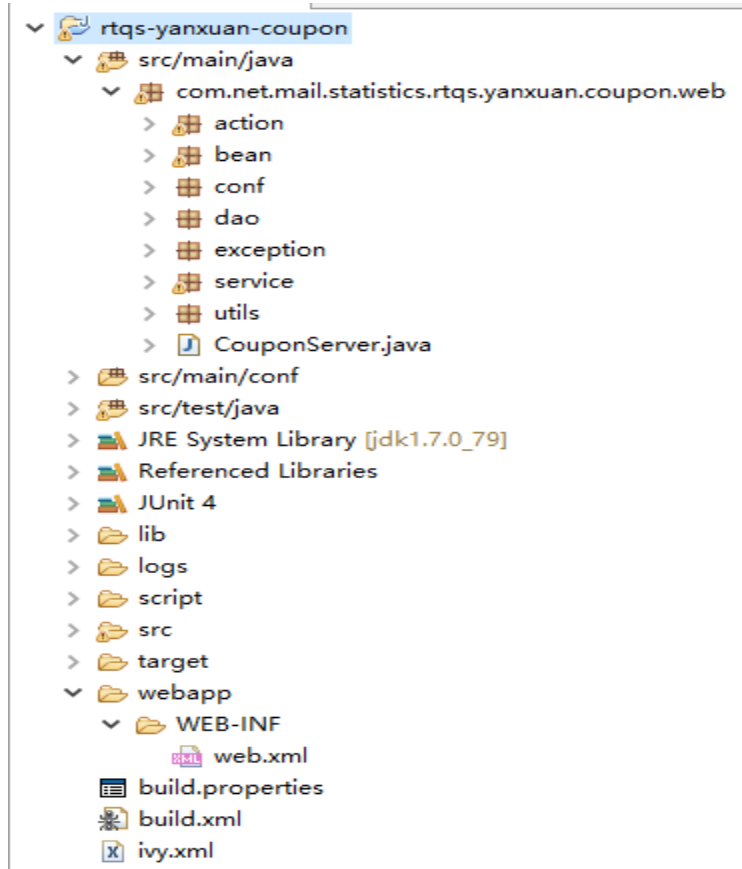 rtqs-yanxuan-coupon
src/main/java
com.net.mail.statistics.rtqs.yanxuan.coupon.web
action
bean
conf
dao
exception
service
utils
CouponServer.java
src/main/conf
src/test/java
JRE System Library [jdk1.7.0_79]
Referenced Libraries
JUnit 4
lib
logs
script
src
target
webapp
WEB-INF
web.xml
build.properties
build.xml
ivy.xml